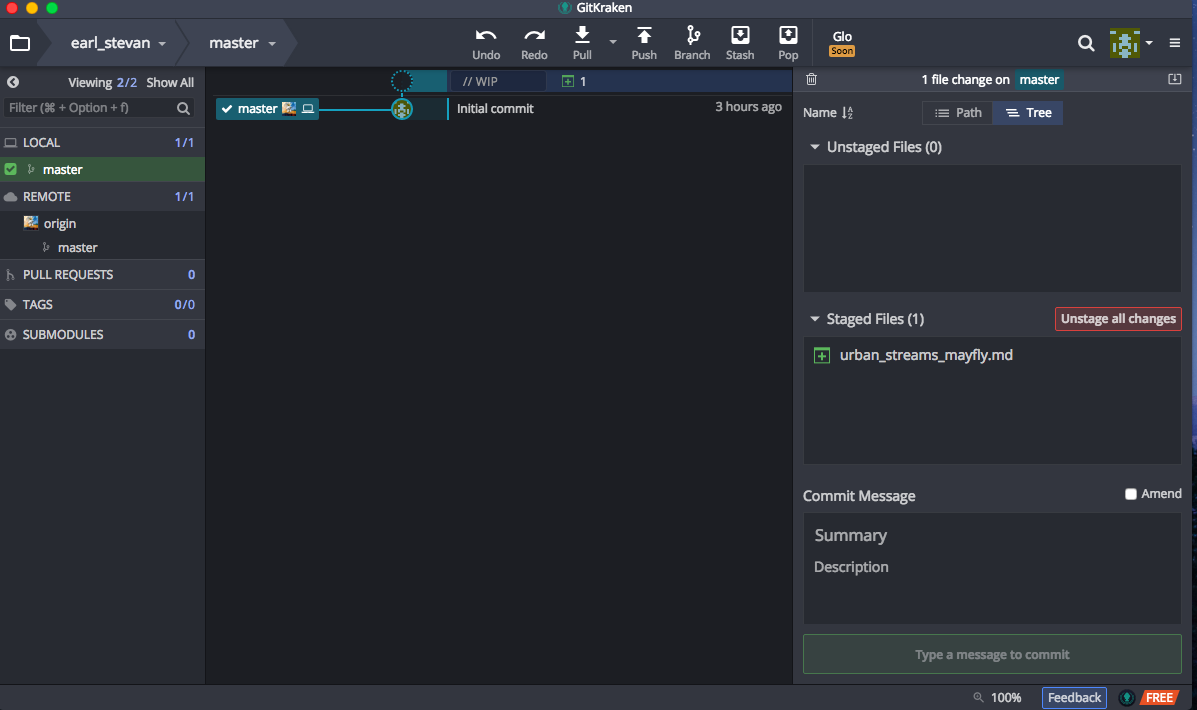 GitKraken
earl_stevan
master
Undo
Redo
Pull
Push
Branch
Stash
Pop
Glo
Soon
Viewing 2/2 Show All
Filter (⌘ + Option + f)
LOCAL 1/1
master
REMOTE 1/1
origin
master
PULL REQUESTS 0
TAGS 0/0
SUBMODULES 0
// WIP 1
master Initial commit 3 hours ago
1 file change on master
Name Path Tree
Unstaged Files (0)
Staged Files (1) Unstage all changes
urban_streams_mayfly.md
Commit Message Amend
Summary
Description
Type a message to commit
100% Feedback FREE